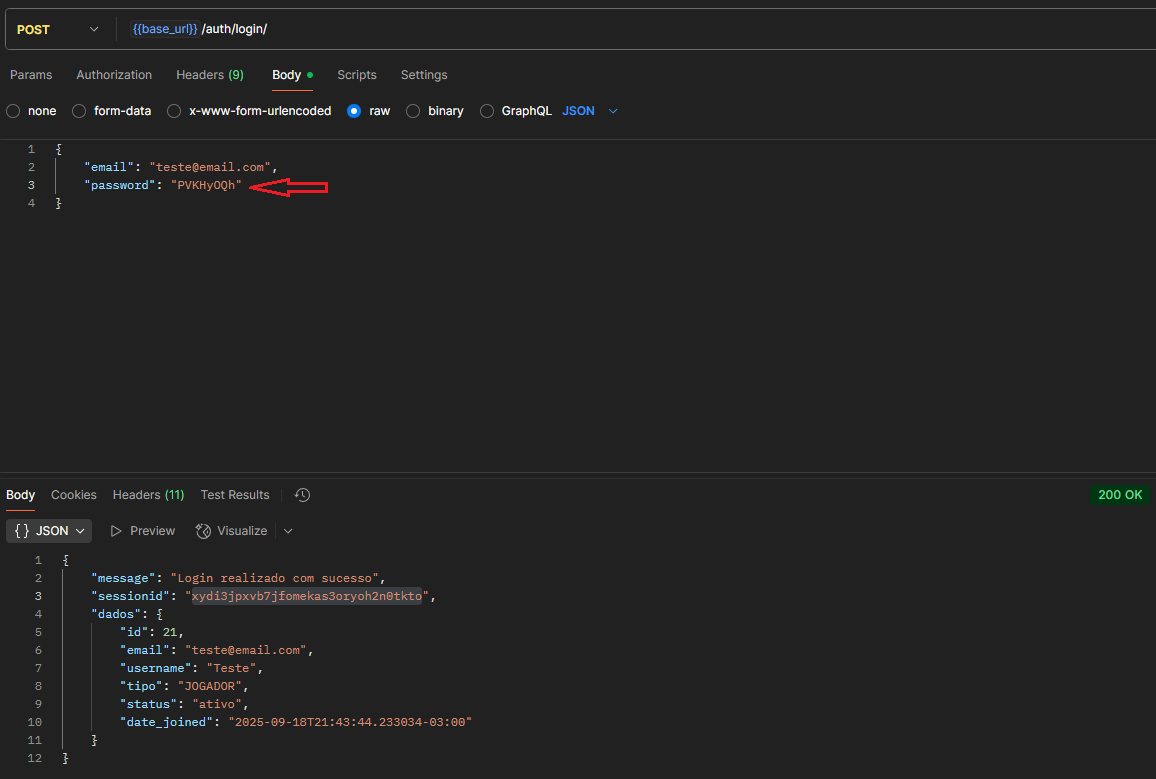 POST {{base_url}}/auth/login/
Params Authorization Headers (9) Body Scripts Settings
none form-data x-www-form-urlencoded raw binary GraphQL JSON
1 {
2 "email": "teste@email.com",
3 "password": "PVKHyOQh"
4 }
Body Cookies Headers (11) Test Results 200 OK
{} JSON Preview Visualize
1 {
2 "message": "Login realizado com sucesso",
3 "sessionid": "xydi3jpxvb7jfomekas3oryoh2n0tkto",
4 "dados": {
5 "id": 21,
6 "email": "teste@email.com",
7 "username": "Teste",
8 "tipo": "JOGADOR",
9 "status": "ativo",
10 "date_joined": "2025-09-18T21:43:44.233034-03:00"
11 }
12 }